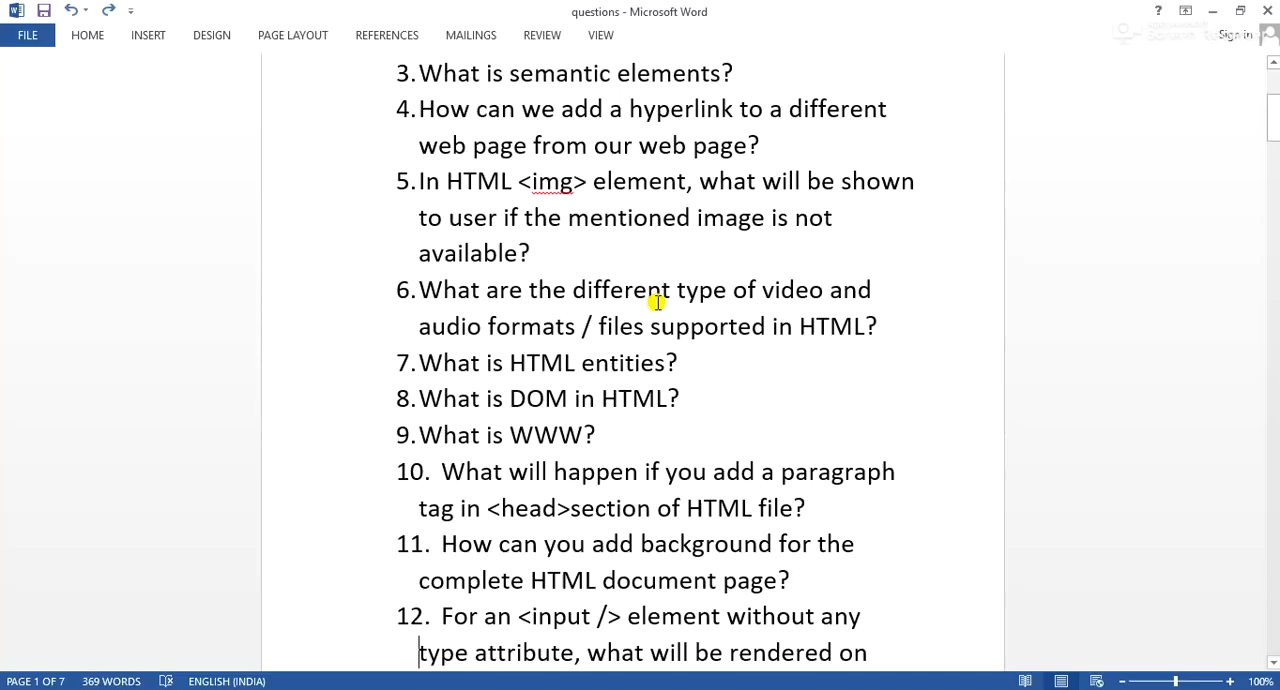 questions - Microsoft Word
?
Sign in
FILE HOME INSERT DESIGN PAGE LAYOUT REFERENCES MAILINGS REVIEW VIEW
3.What is semantic elements?
4.How can we add a hyperlink to a different
web page from our web page?
5.In HTML <img> element, what will be shown
to user if the mentioned image is not
available?
6.What are the different type of video and
audio formats / files supported in HTML?
7.What is HTML entities?
8.What is DOM in HTML?
9.What is WWW?
10. What will happen if you add a paragraph
tag in <head>section of HTML file?
11. How can you add background for the
complete HTML document page?
12. For an <input /> element without any
type attribute, what will be rendered on
PAGE 1 OF 7 369 WORDS ENGLISH (INDIA) 100%